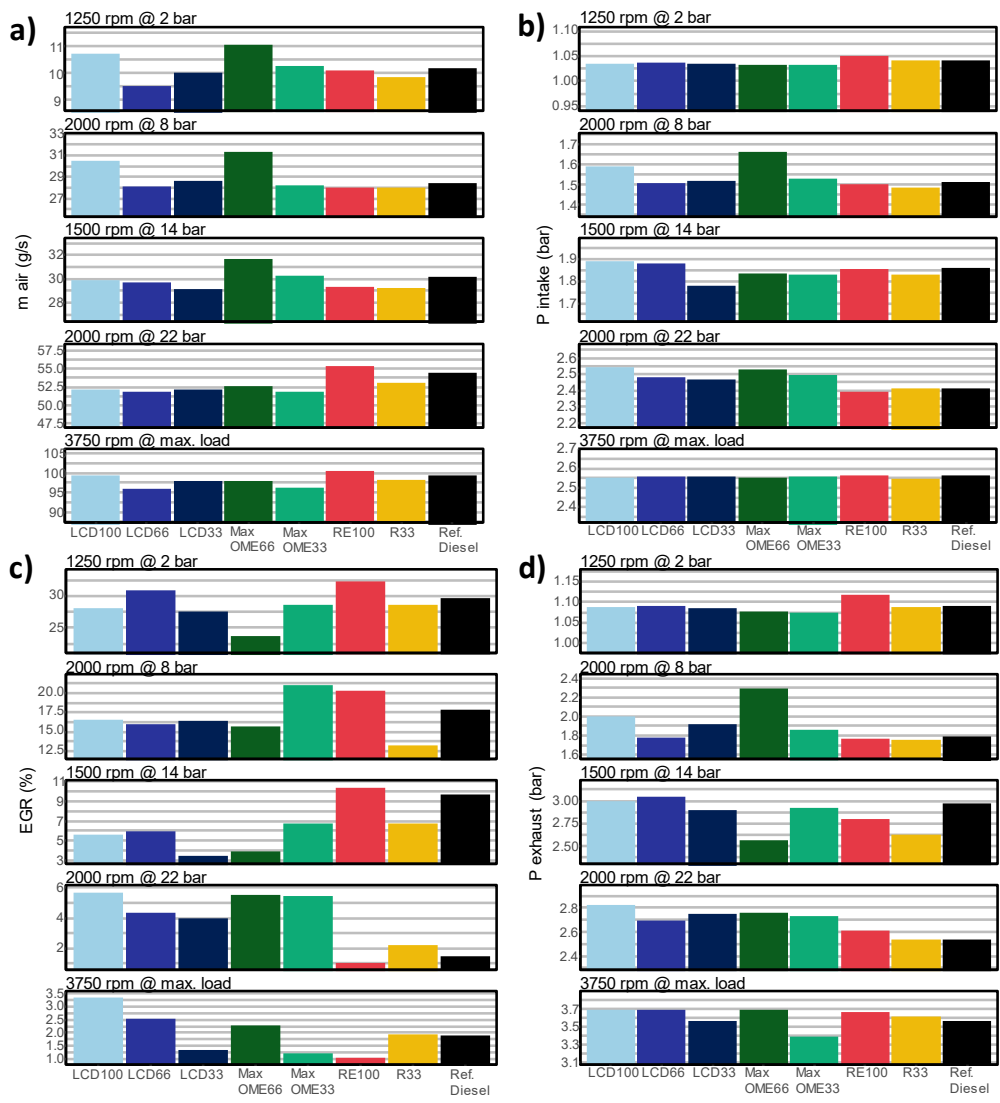 a)
1250 rpm @ 2 bar
11
10
9
2000 rpm @ 8 bar
33
31
29
27
1500 rpm @ 14 bar
32
30
28
m air (g/s)
2000 rpm @ 22 bar
57.5
55.0
52.5
50.0
47.5
3750 rpm @ max. load
105
100
95
90
LCD100 LCD66 LCD33 Max OME66 Max OME33 RE100 R33 Ref. Diesel
b)
1250 rpm @ 2 bar
1.10
1.05
1.00
0.95
2000 rpm @ 8 bar
1.7
1.6
1.5
1.4
1500 rpm @ 14 bar
1.9
1.8
1.7
P intake (bar)
2000 rpm @ 22 bar
2.6
2.5
2.4
2.3
2.2
3750 rpm @ max. load
2.7
2.6
2.5
2.4
LCD100 LCD66 LCD33 Max OME66 Max OME33 RE100 R33 Ref. Diesel
c)
1250 rpm @ 2 bar
30
25
2000 rpm @ 8 bar
20.0
17.5
15.0
12.5
1500 rpm @ 14 bar
11
9
7
5
3
EGR (%)
2000 rpm @ 22 bar
6
4
2
3750 rpm @ max. load
3.5
3.0
2.5
2.0
1.5
1.0
LCD100 LCD66 LCD33 Max OME66 Max OME33 RE100 R33 Ref. Diesel
d)
1250 rpm @ 2 bar
1.15
1.10
1.05
1.00
2000 rpm @ 8 bar
2.4
2.2
2.0
1.8
1.6
1500 rpm @ 14 bar
3.00
2.75
2.50
P exhaust (bar)
2000 rpm @ 22 bar
2.8
2.6
2.4
3750 rpm @ max. load
3.7
3.5
3.3
3.1
LCD100 LCD66 LCD33 Max OME66 Max OME33 RE100 R33 Ref. Diesel